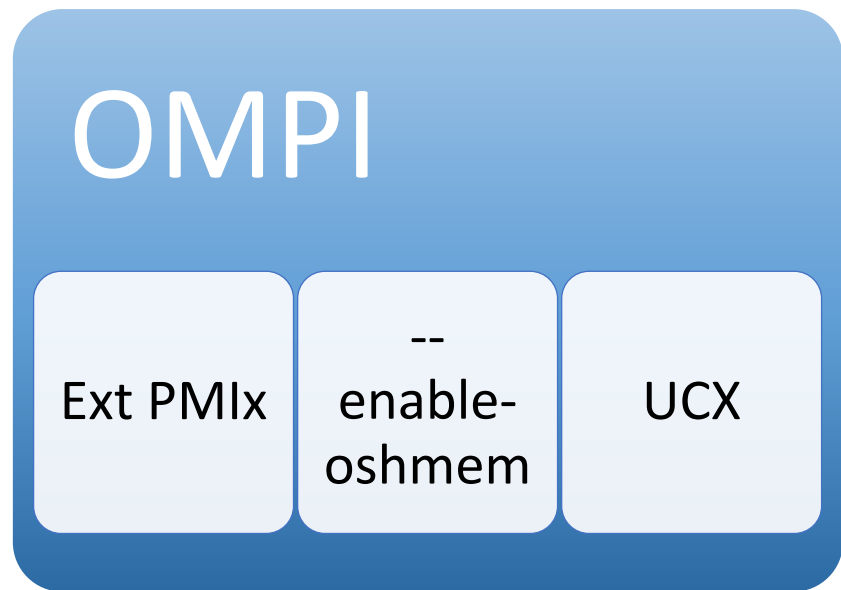 OMPI
Ext PMIx
--
enable-
oshmem
UCX